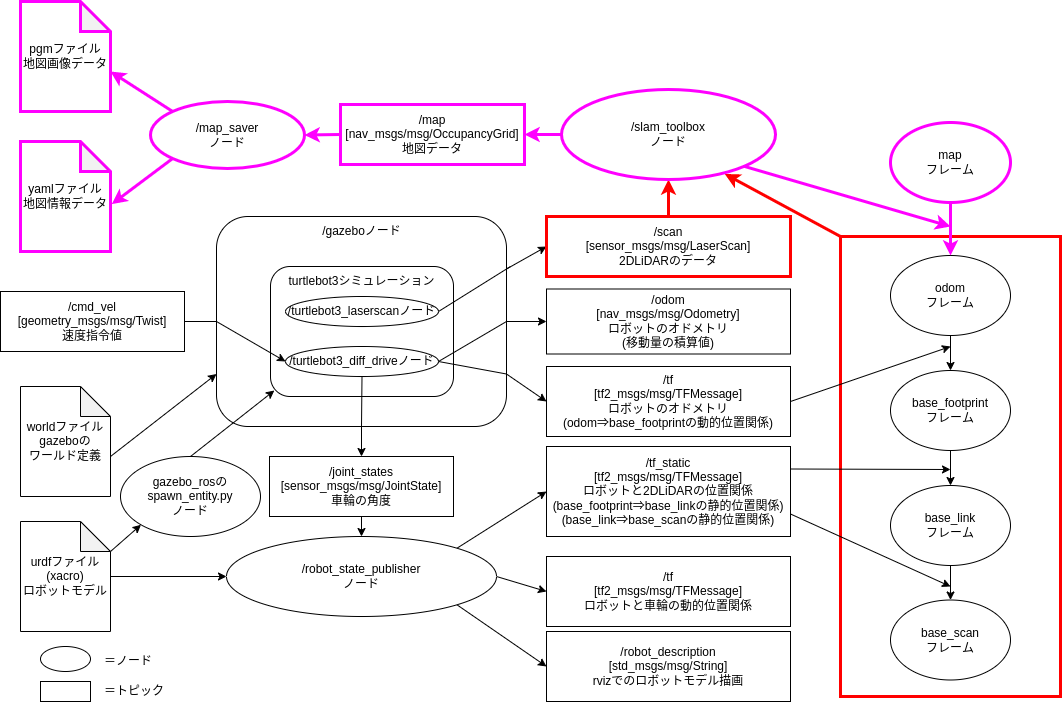 pgmファイル
地図画像データ
/map_saver
ノード
/map
[nav_msgs/msg/OccupancyGrid]
地図データ
/slam_toolbox
ノード
map
フレーム
yamlファイル
地図情報データ
/gazeboノード
turtlebot3シミュレーション
/turtlebot3_laserscanノード
/turtlebot3_diff_driveノード
/scan
[sensor_msgs/msg/LaserScan]
2DLiDARのデータ
/cmd_vel
[geometry_msgs/msg/Twist]
速度指令値
/odom
[nav_msgs/msg/Odometry]
ロボットのオドメトリ
(移動量の積算値)
odom
フレーム
/tf
[tf2_msgs/msg/TFMessage]
ロボットのオドメトリ
(odom⇒base_footprintの動的位置関係)
base_footprint
フレーム
worldファイル
gazeboの
ワールド定義
gazebo_rosの
spawn_entity.py
ノード
/joint_states
[sensor_msgs/msg/JointState]
車輪の角度
/tf_static
[tf2_msgs/msg/TFMessage]
ロボットと2DLiDARの位置関係
(base_footprint⇒base_linkの静的位置関係)
(base_link⇒base_scanの静的位置関係)
base_link
フレーム
urdfファイル
(xacro)
ロボットモデル
/robot_state_publisher
ノード
/tf
[tf2_msgs/msg/TFMessage]
ロボットと車輪の動的位置関係
base_scan
フレーム
/robot_description
[std_msgs/msg/String]
rvizでのロボットモデル描画
＝ノード
＝トピック